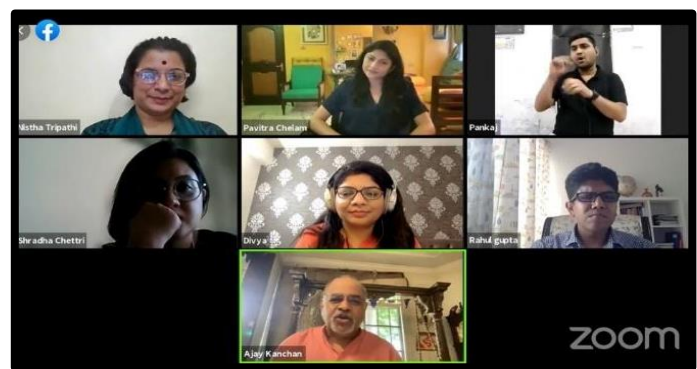 Nistha Tripathi
Pavitra Chelam
Pankaj
Shradha Chettri
Divya
Rahul gupta
Ajay Kanchan
zoom